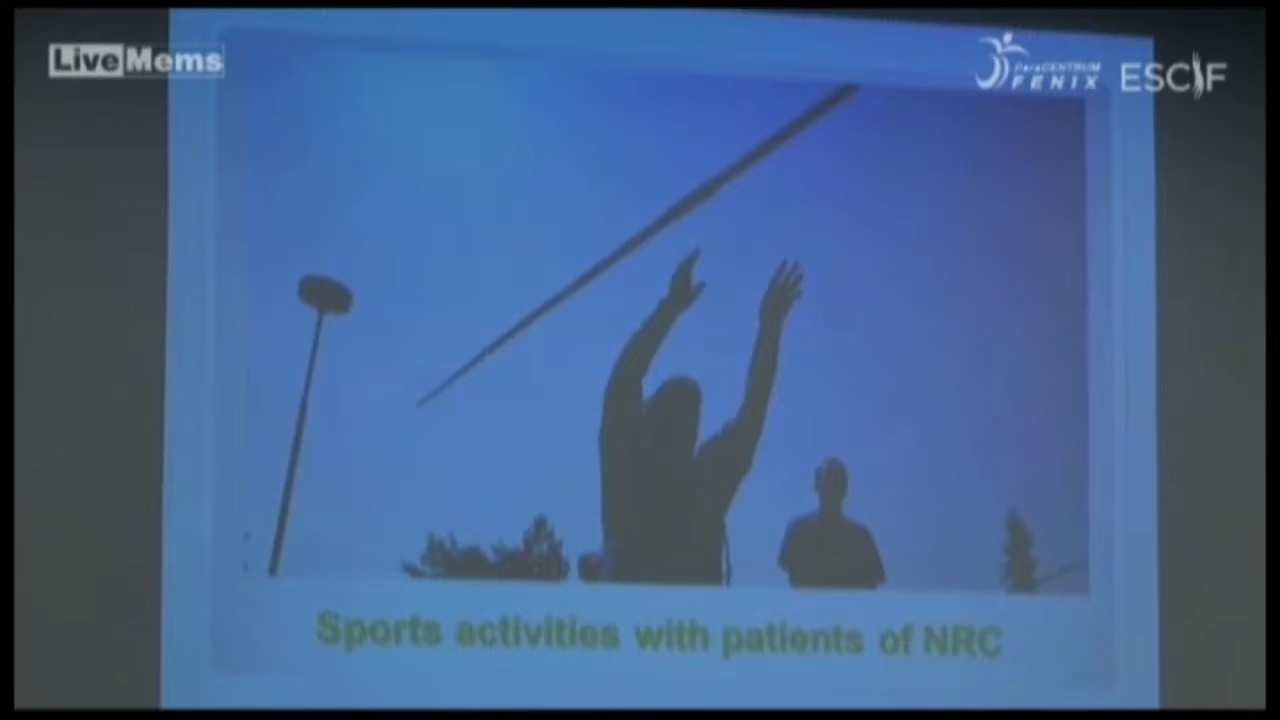 LiveMems
ParaCENTRUM
FENIX
ESCIF
Sports activities with patients of NRC